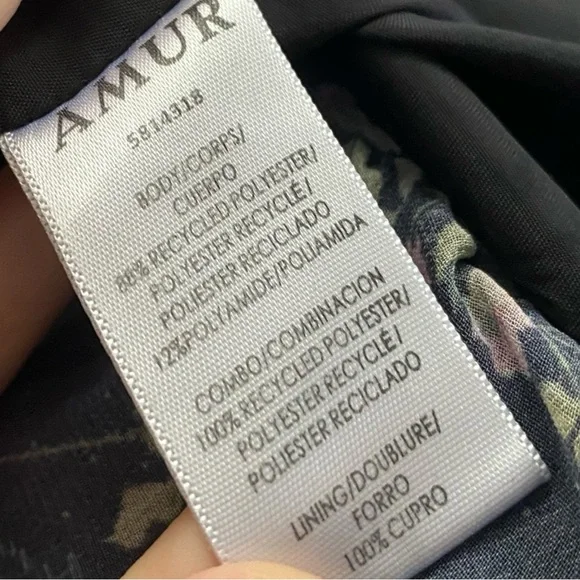 AMUR
5814318
BODY/CORPS/
CUERPO
88% RECYCLED POLYESTER/
POLYESTER RECYCLÉ/
POLIESTER RECICLADO
12%POLYAMIDE/POLIAMIDA
COMBO/COMBINACION
100% RECYCLED POLYESTER/
POLYESTER RECYCLÉ/
POLIESTER RECICLADO
LINING/DOUBLURE/
FORRO
100% CUPRO